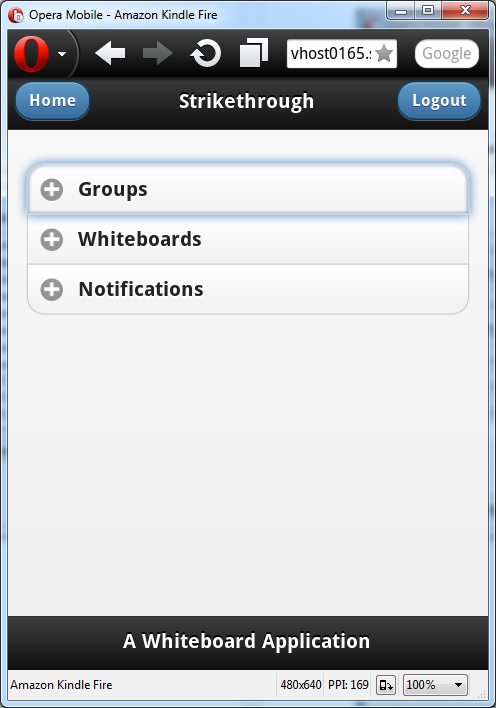 Opera Mobile - Amazon Kindle Fire
vhost0165.s
Google
Home
Strikethrough
Logout
Groups
Whiteboards
Notifications
A Whiteboard Application
Amazon Kindle Fire
480x640
PPI: 169
100%